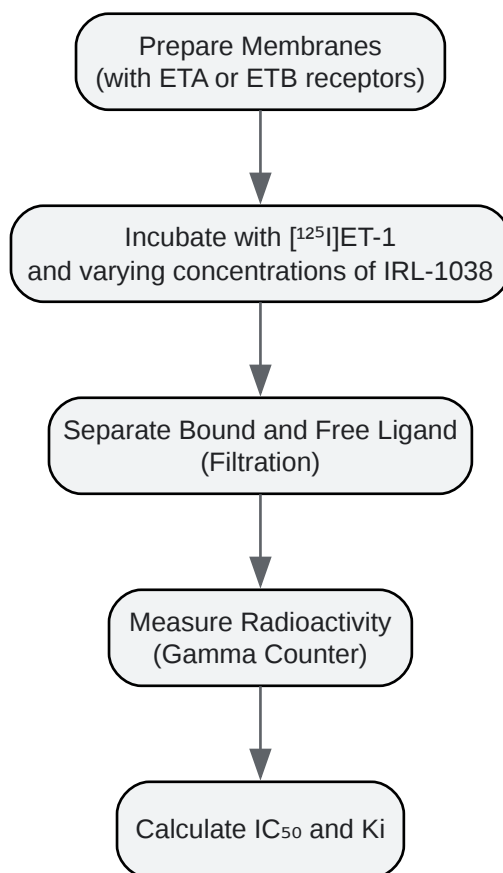 Prepare Membranes
(with ETA or ETB receptors)
Incubate with [¹²⁵I]ET-1
and varying concentrations of IRL-1038
Separate Bound and Free Ligand
(Filtration)
Measure Radioactivity
(Gamma Counter)
Calculate IC₅₀ and Ki